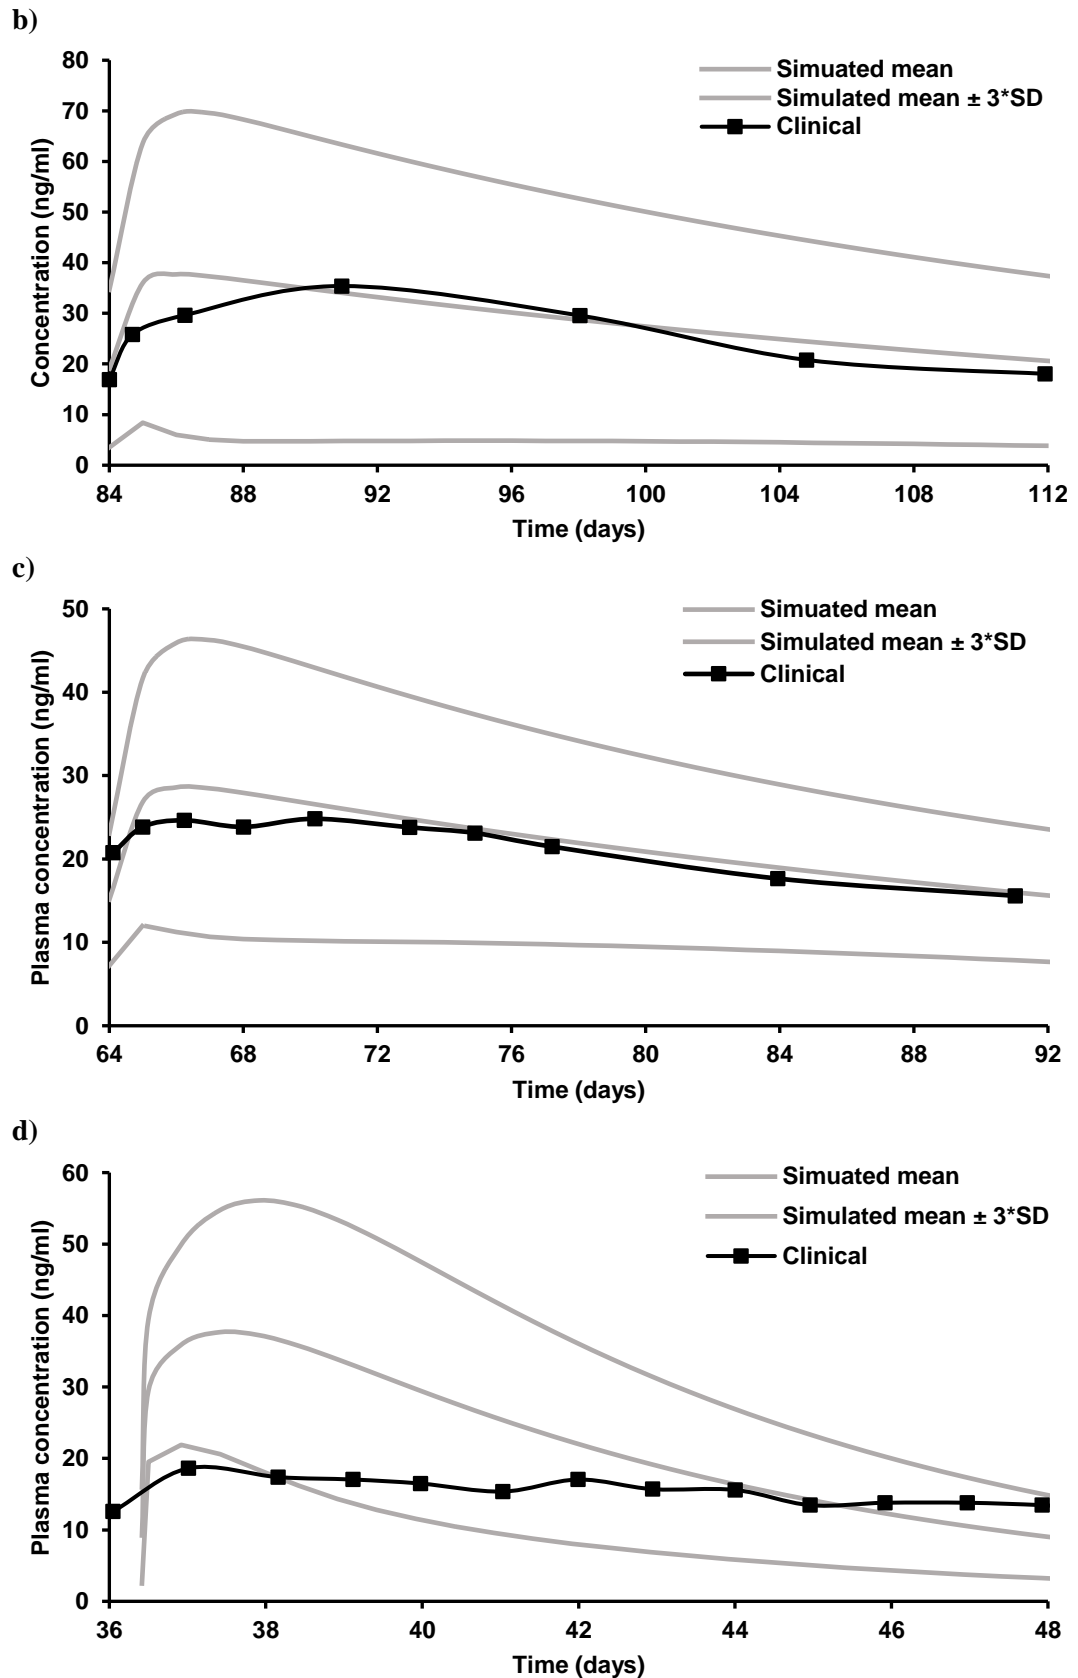 b)
Concentration (ng/ml)
80
70
60
50
40
30
20
10
0
Simuated mean
Simulated mean ± 3*SD
Clinical
84 88 92 96 100 104 108 112
Time (days)
c)
Plasma concentration (ng/ml)
50
40
30
20
10
0
Simuated mean
Simulated mean ± 3*SD
Clinical
64 68 72 76 80 84 88 92
Time (days)
d)
Plasma concentration (ng/ml)
60
50
40
30
20
10
0
Simuated mean
Simulated mean ± 3*SD
Clinical
36 38 40 42 44 46 48
Time (days)